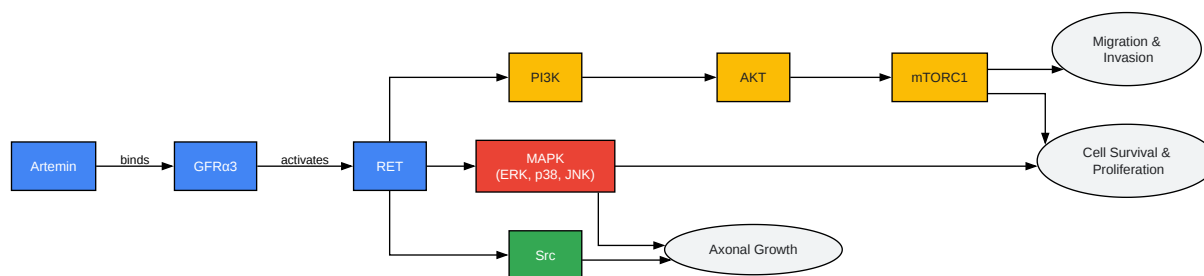 Migration &
Invasion
PI3K
AKT
mTORC1
Artemin
binds
GFRα3
activates
RET
MAPK
(ERK, p38, JNK)
Cell Survival &
Proliferation
Src
Axonal Growth